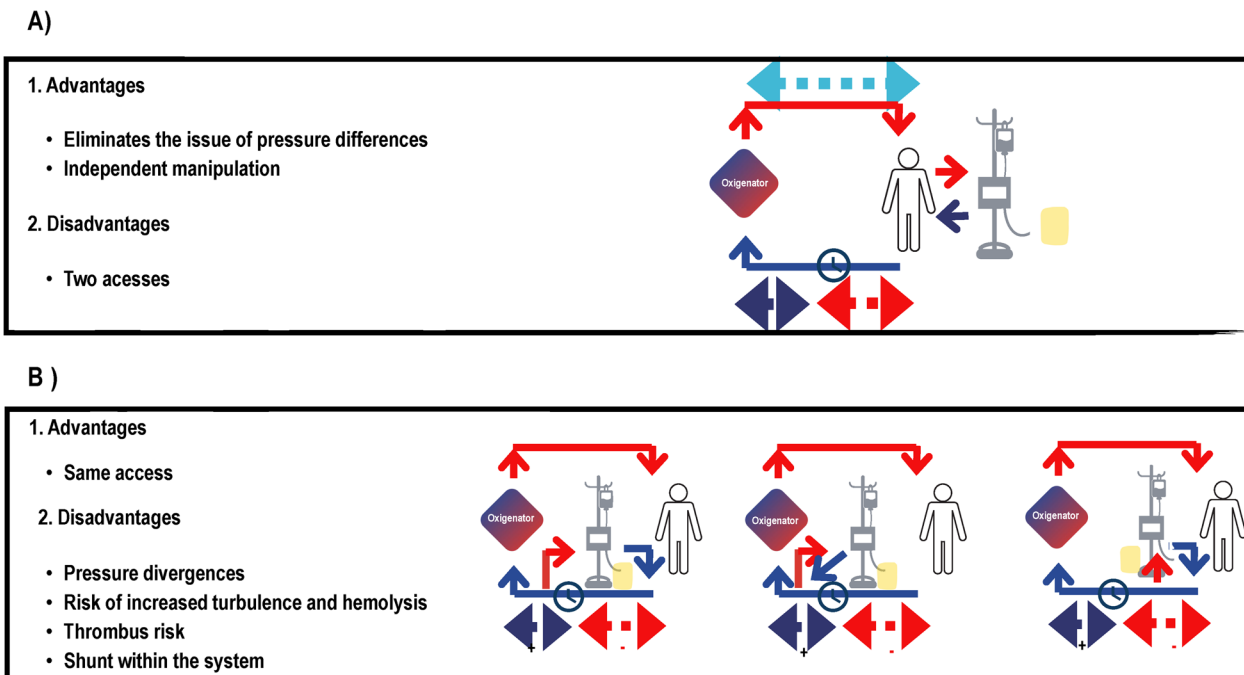 A)
1. Advantages
• Eliminates the issue of pressure differences
• Independent manipulation
2. Disadvantages
• Two acesses
Oxigenator
B )
1. Advantages
• Same access
2. Disadvantages
• Pressure divergences
• Risk of increased turbulence and hemolysis
• Thrombus risk
• Shunt within the system
Oxigenator
+ -
Oxigenator
+ -
Oxigenator
+ -